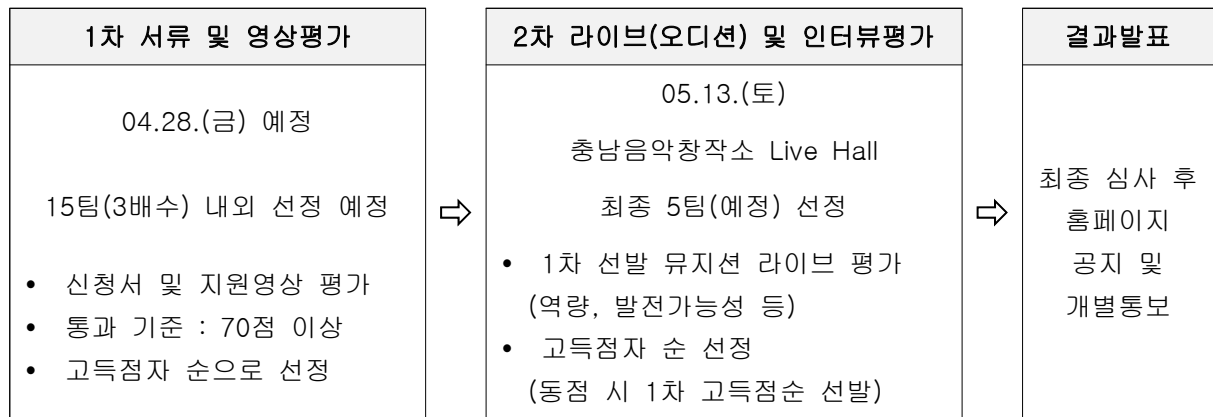 1차 서류 및 영상평가
04.28.(금) 예정
15팀(3배수) 내외 선정 예정
• 신청서 및 지원영상 평가
• 통과 기준 : 70점 이상
• 고득점자 순으로 선정
⇨
2차 라이브(오디션) 및 인터뷰평가
05.13.(토)
충남음악창작소 Live Hall
최종 5팀(예정) 선정
• 1차 선발 뮤지션 라이브 평가
(역량, 발전가능성 등)
• 고득점자 순 선정
(동점 시 1차 고득점순 선발)
⇨
결과발표
최종 심사 후
홈페이지
공지 및
개별통보